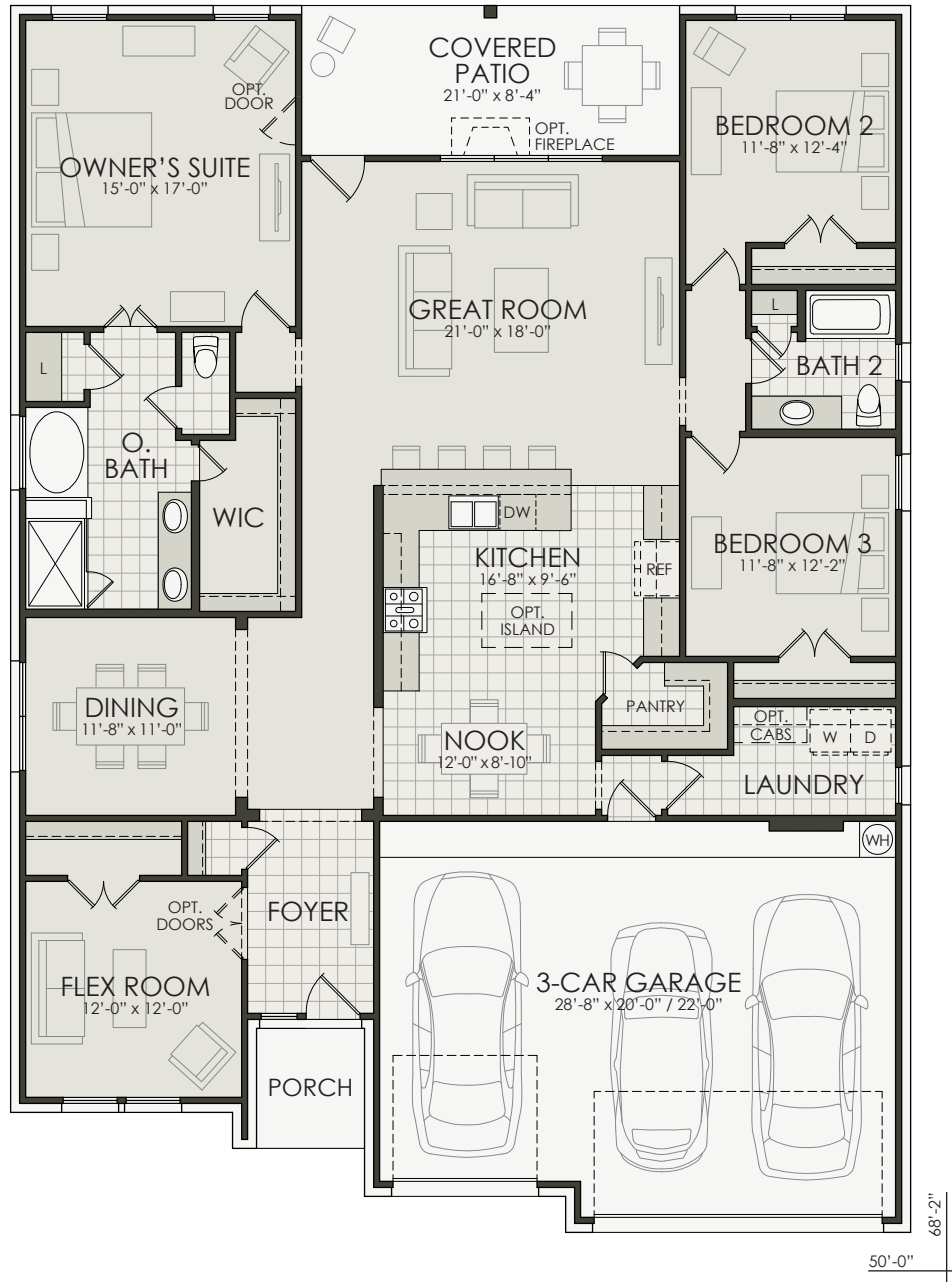 COVERED
PATIO
21'-0" x 8'-4"
OPT.
DOOR
OPT.
FIREPLACE
BEDROOM 2
11'-8" x 12'-4"
OWNER'S SUITE
15'-0" x 17'-0"
GREAT ROOM
21'-0" x 18'-0"
L
L
BATH 2
O.
BATH
WIC
DW
KITCHEN
16'-8" x 9'-6"
REF
OPT.
ISLAND
BEDROOM 3
11'-8" x 12'-2"
DINING
11'-8" x 11'-0"
PANTRY
OPT.
CABS
W
D
NOOK
12'-0" x 8'-10"
LAUNDRY
WH
OPT.
DOORS
FOYER
FLEX ROOM
12'-0" x 12'-0"
3-CAR GARAGE
28'-8" x 20'-0" / 22'-0"
PORCH
68'-2"
50'-0"